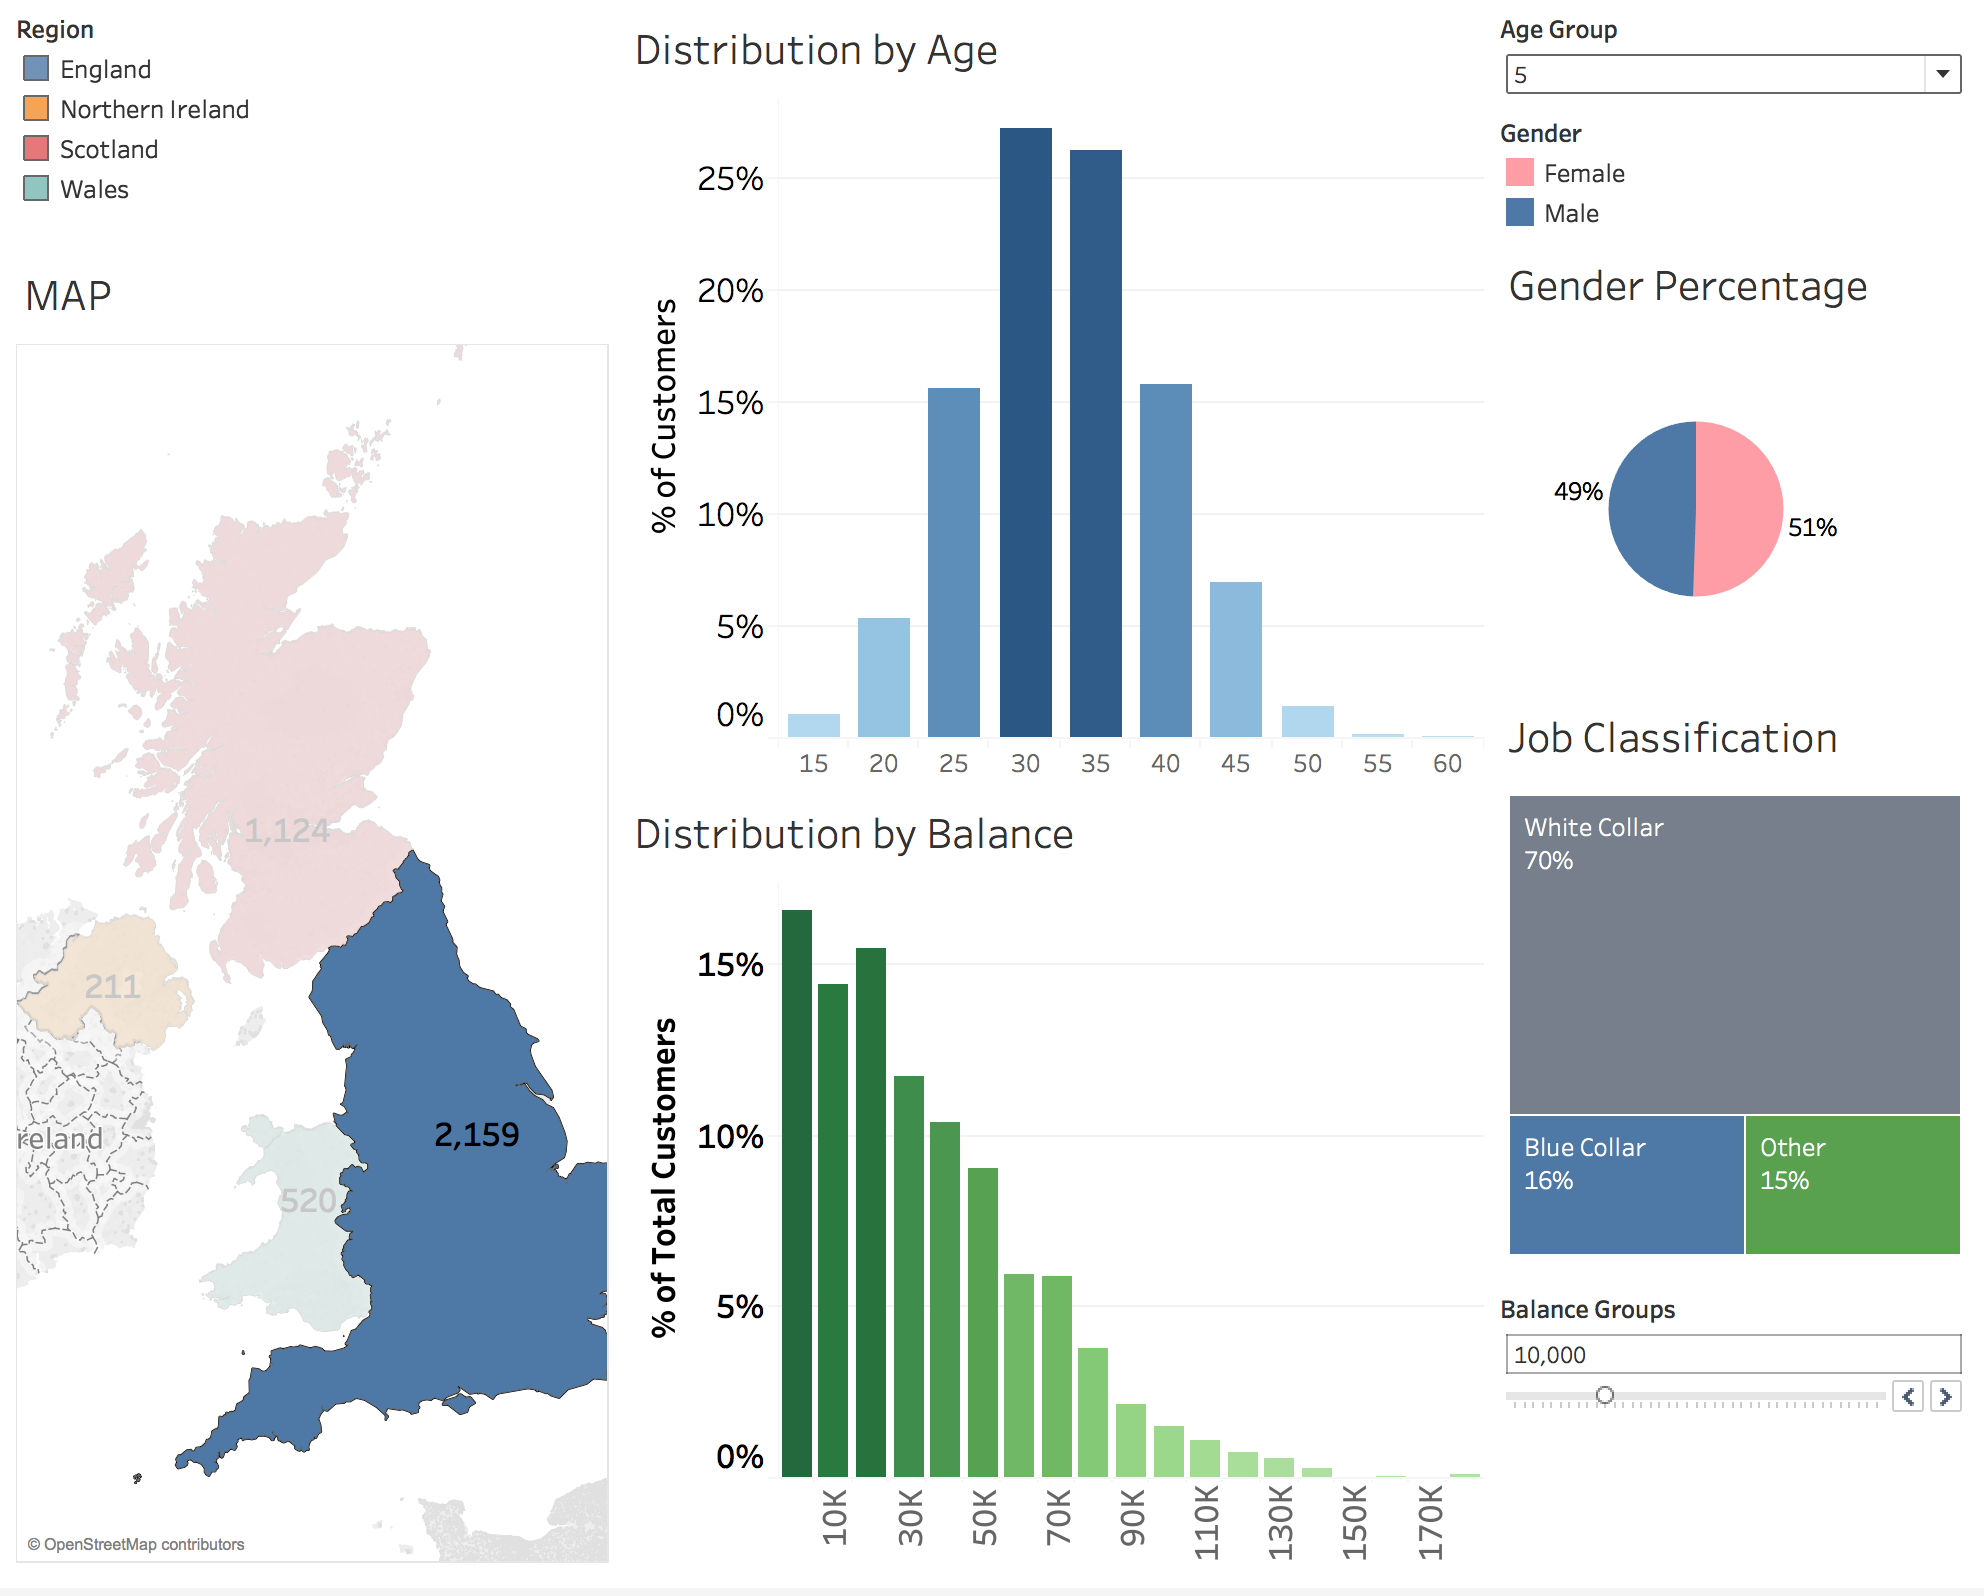 Region
England
Northern Ireland
Scotland
Wales
MAP
1,124
211
reland
2,159
520
© OpenStreetMap contributors
Distribution by Age
% of Customers
25%
20%
15%
10%
5%
0%
15 20 25 30 35 40 45 50 55 60
Distribution by Balance
% of Total Customers
15%
10%
5%
0%
10K 30K 50K 70K 90K 110K 130K 150K 170K
Age Group
5
Gender
Female
Male
Gender Percentage
49%
51%
Job Classification
White Collar
70%
Blue Collar
16%
Other
15%
Balance Groups
10,000